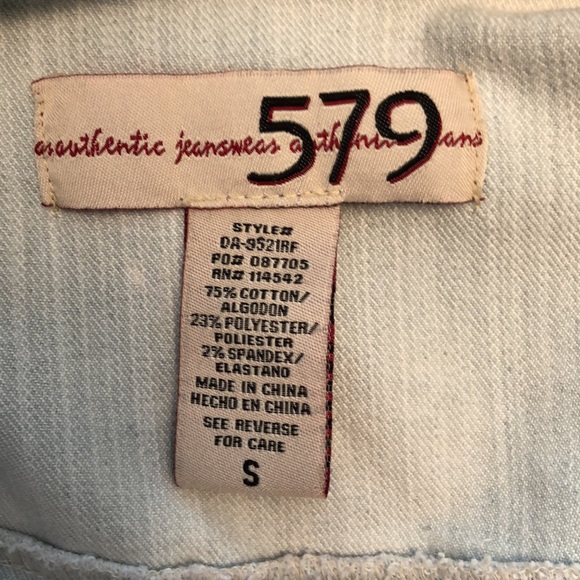 authentic jeanswear
579
STYLE#
DA-9521RF
PO# 087705
RN# 114542
75% COTTON/
ALGODON
23% POLYESTER/
POLIESTER
2% SPANDEX/
ELASTANO
MADE IN CHINA
HECHO EN CHINA
SEE REVERSE
FOR CARE
S